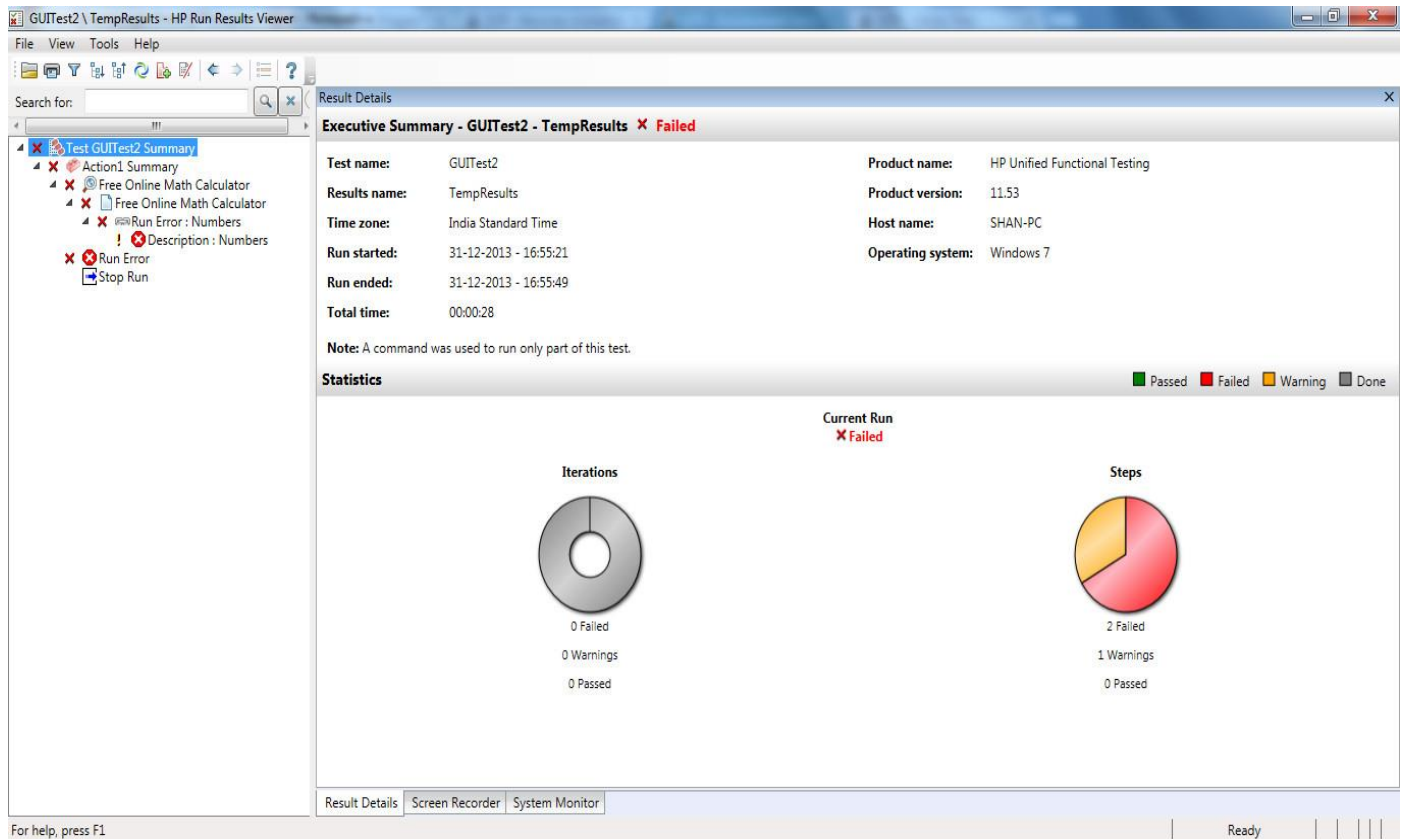 GUITest2 \ TempResults - HP Run Results Viewer
File View Tools Help
Search for:
Test GUITest2 Summary
Action1 Summary
Free Online Math Calculator
Free Online Math Calculator
Run Error : Numbers
Description : Numbers
Run Error
Stop Run
Result Details
Executive Summary - GUITest2 - TempResults Failed
Test name: GUITest2 Product name: HP Unified Functional Testing
Results name: TempResults Product version: 11.53
Time zone: India Standard Time Host name: SHAN-PC
Run started: 31-12-2013 - 16:55:21 Operating system: Windows 7
Run ended: 31-12-2013 - 16:55:49
Total time: 00:00:28
Note: A command was used to run only part of this test.
Statistics Passed Failed Warning Done
Current Run
Failed
Iterations Steps
0 Failed 2 Failed
0 Warnings 1 Warnings
0 Passed 0 Passed
Result Details Screen Recorder System Monitor
For help, press F1 Ready